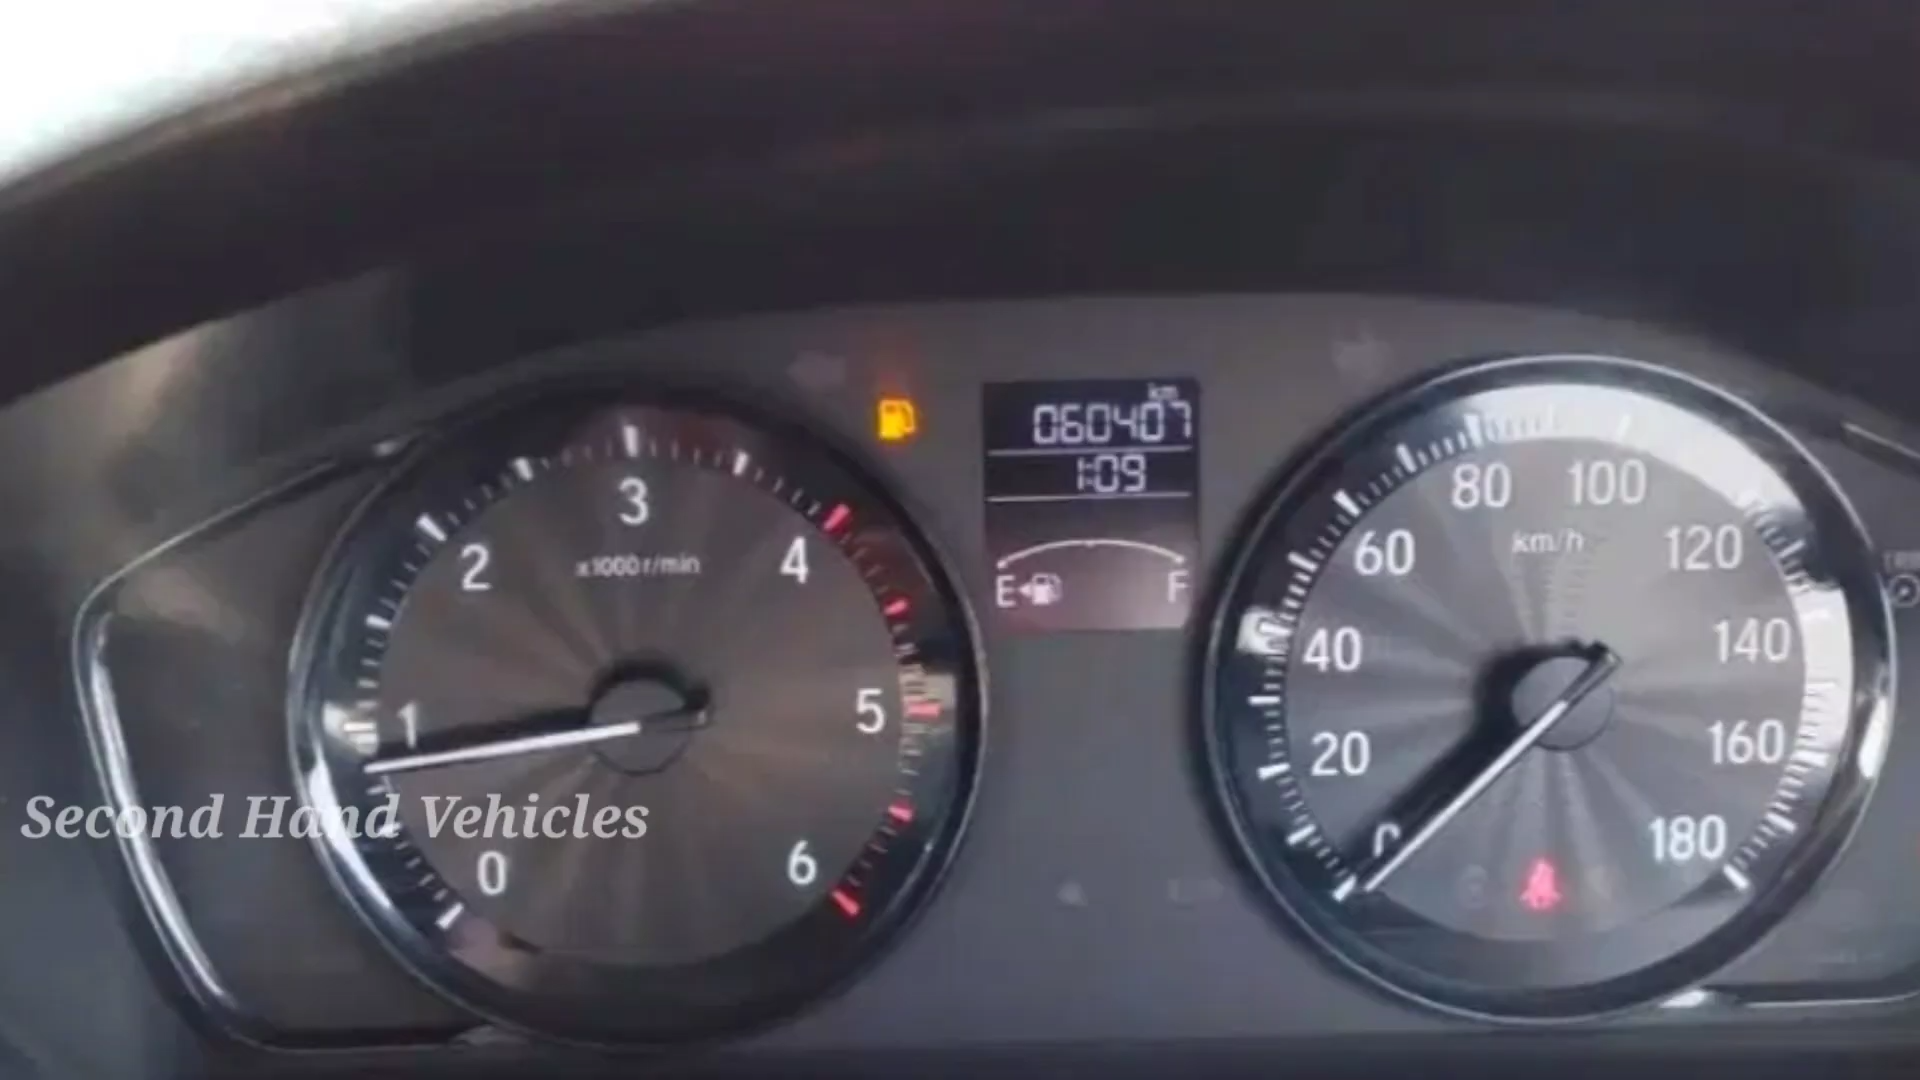 km
060407
1:09
E F
0 1 2 3 4 5 6
x1000 r/min
20 40 60 80 100 120 140 160 180
km/h
Second Hand Vehicles